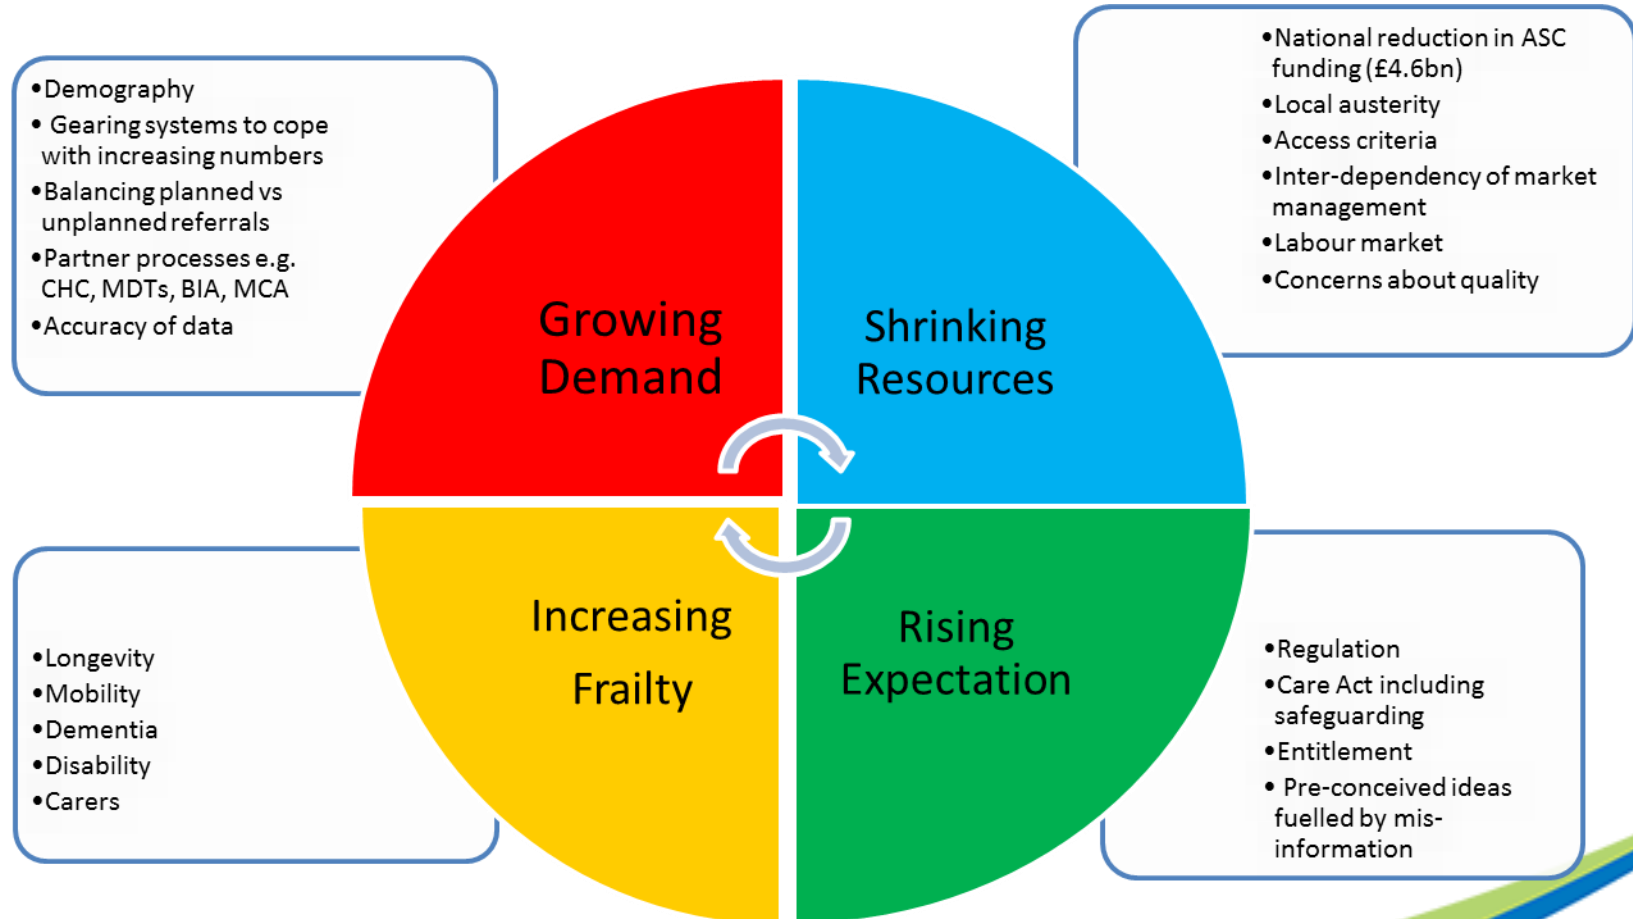 •Demography
• Gearing systems to cope
with increasing numbers
•Balancing planned vs
unplanned referrals
•Partner processes e.g.
CHC, MDTs, BIA, MCA
•Accuracy of data
•National reduction in ASC
funding (£4.6bn)
•Local austerity
•Access criteria
•Inter-dependency of market
management
•Labour market
•Concerns about quality
Growing
Demand
Shrinking
Resources
Increasing
Frailty
Rising
Expectation
•Longevity
•Mobility
•Dementia
•Disability
•Carers
•Regulation
•Care Act including
safeguarding
•Entitlement
• Pre-conceived ideas
fuelled by mis-
information